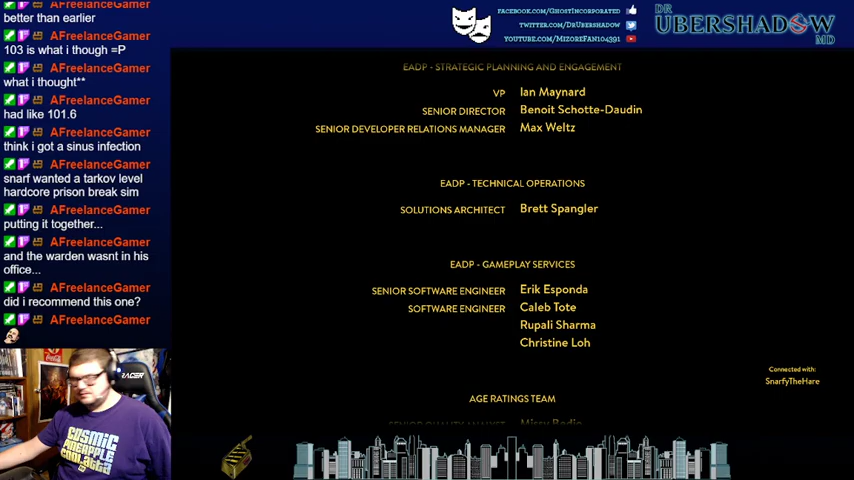 better than earlier
AFreelanceGamer
103 is what i though =P
AFreelanceGamer
what i thought**
AFreelanceGamer
had like 101.6
AFreelanceGamer
think i got a sinus infection
AFreelanceGamer
snarf wanted a tarkov level
hardcore prison break sim
AFreelanceGamer
putting it together...
AFreelanceGamer
and the warden wasnt in his
office...
AFreelanceGamer
did i recommend this one?
AFreelanceGamer
FACEBOOK.COM/GHOSTINCORPORATED
TWITTER.COM/DRUBERSHADOW
YOUTUBE.COM/MIZOREFAN104391
DR
UBERSHADOW
MD
EADP - STRATEGIC PLANNING AND ENGAGEMENT
VP Ian Maynard
SENIOR DIRECTOR Benoit Schotte-Daudin
SENIOR DEVELOPER RELATIONS MANAGER Max Weltz
EADP - TECHNICAL OPERATIONS
SOLUTIONS ARCHITECT Brett Spangler
EADP - GAMEPLAY SERVICES
SENIOR SOFTWARE ENGINEER Erik Esponda
SOFTWARE ENGINEER Caleb Tote
Rupali Sharma
Christine Loh
AGE RATINGS TEAM
SENIOR QUALITY ANALYST
Connected with:
SnarfyTheHare
COSMIC
PINEAPPLE